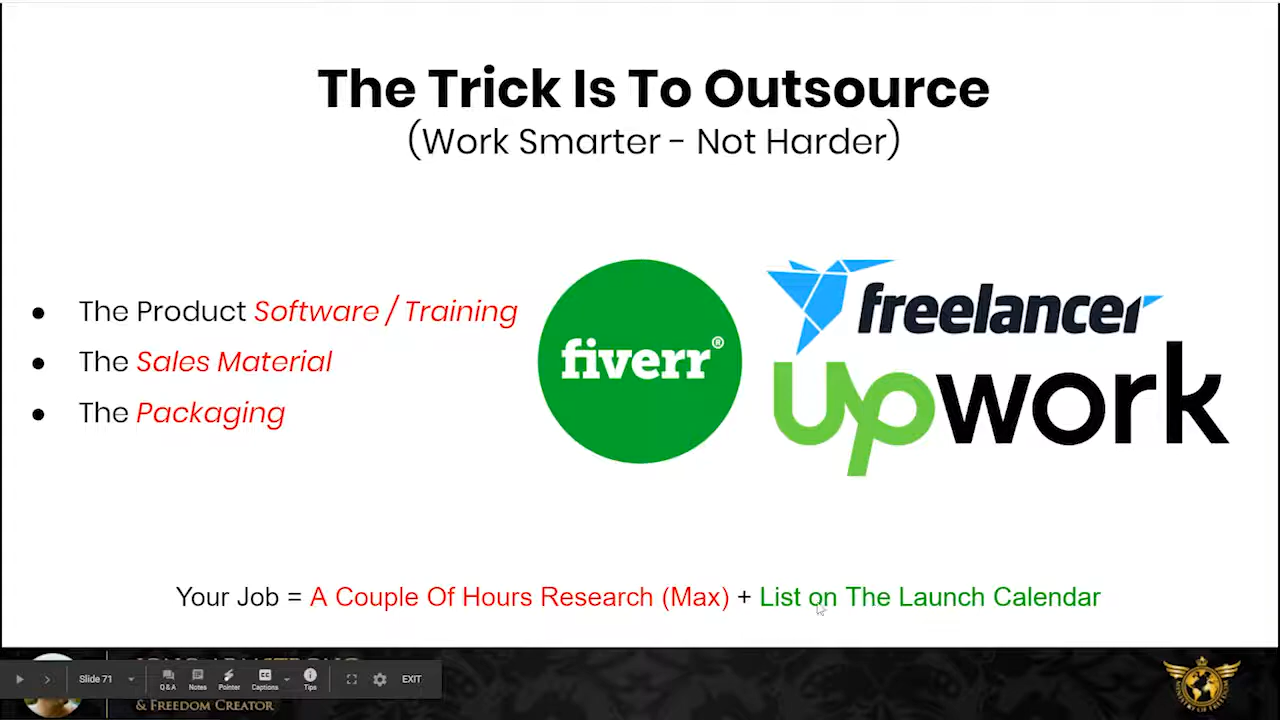 The Trick Is To Outsource
(Work Smarter - Not Harder)
● The Product Software / Training
● The Sales Material
● The Packaging
fiverr®
freelancer
upwork
Your Job = A Couple Of Hours Research (Max) + List on The Launch Calendar
Slide 71
Q&A
Notes
Pointer
Captions
Tips
EXIT
& FREEDOM CREATOR